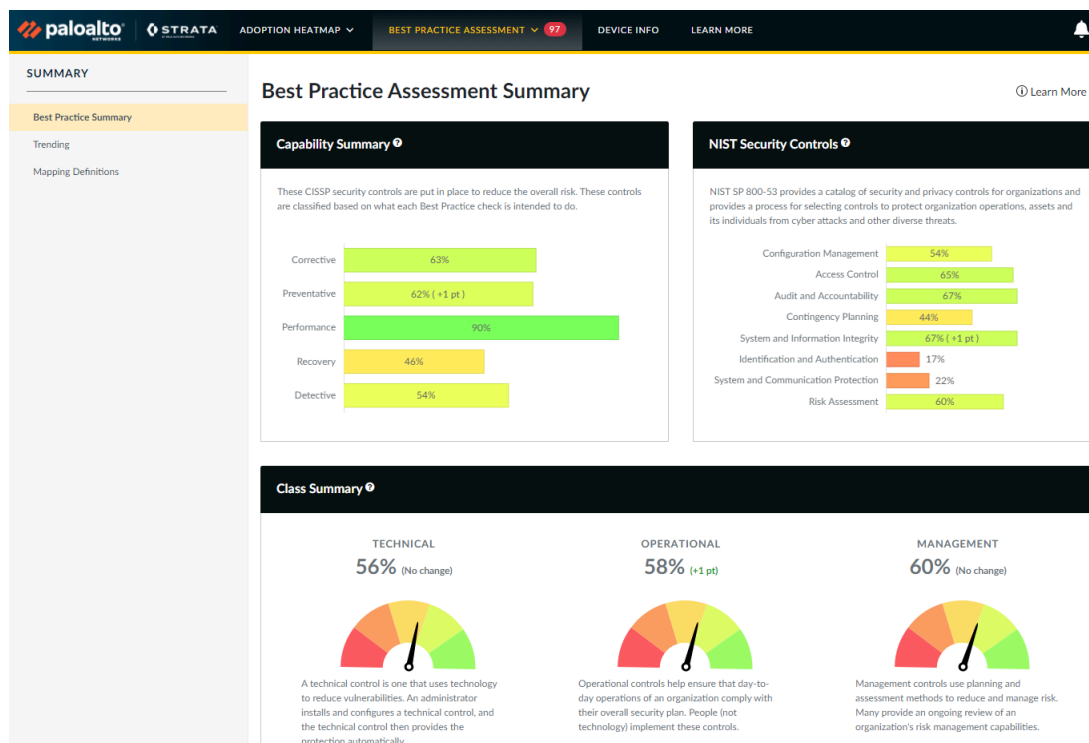 paloalto
NETWORKS
STRATA
ADOPTION HEATMAP
BEST PRACTICE ASSESSMENT
97
DEVICE INFO
LEARN MORE
SUMMARY
Best Practice Summary
Trending
Mapping Definitions
Best Practice Assessment Summary
Learn More
Capability Summary
These CISSP security controls are put in place to reduce the overall risk. These controls
are classified based on what each Best Practice check is intended to do.
Corrective 63%
Preventative 62% ( +1 pt )
Performance 90%
Recovery 46%
Detective 54%
NIST Security Controls
NIST SP 800-53 provides a catalog of security and privacy controls for organizations and
provides a process for selecting controls to protect organization operations, assets and
its individuals from cyber attacks and other diverse threats.
Configuration Management 54%
Access Control 65%
Audit and Accountability 67%
Contingency Planning 44%
System and Information Integrity 67% ( +1 pt )
Identification and Authentication 17%
System and Communication Protection 22%
Risk Assessment 60%
Class Summary
TECHNICAL
56% (No change)
A technical control is one that uses technology
to reduce vulnerabilities. An administrator
installs and configures a technical control, and
the technical control then provides the
protection automatically.
OPERATIONAL
58% (+1 pt)
Operational controls help ensure that day-to-
day operations of an organization comply with
their overall security plan. People (not
technology) implement these controls.
MANAGEMENT
60% (No change)
Management controls use planning and
assessment methods to reduce and manage risk.
Many provide an ongoing review of an
organization's risk management capabilities.